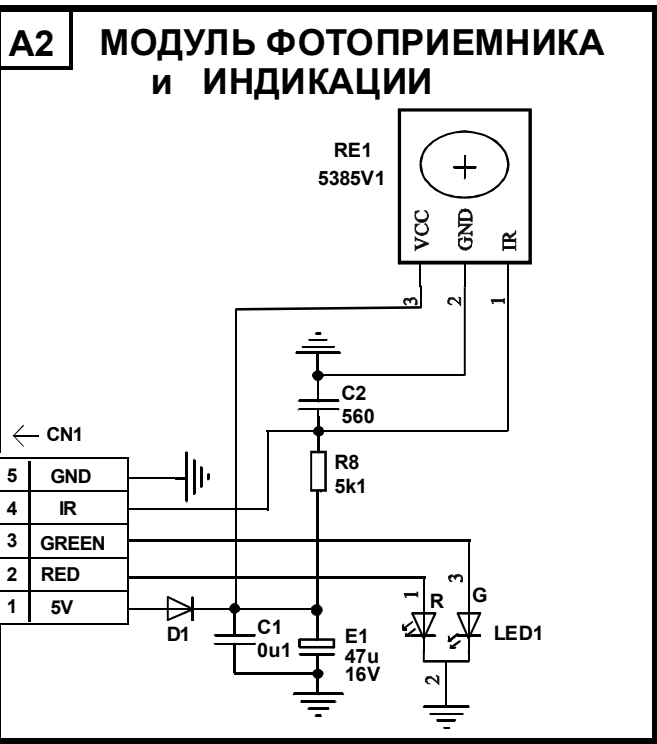 A2
МОДУЛЬ ФОТОПРИЕМНИКА
и ИНДИКАЦИИ
RE1
5385V1
VCC
GND
IR
3
2
1
C2
560
CN1
R8
5k1
5 GND
4 IR
3 GREEN
2 RED
1 5V
D1
C1
0u1
E1
47u
16V
1
R
3
G
LED1
2